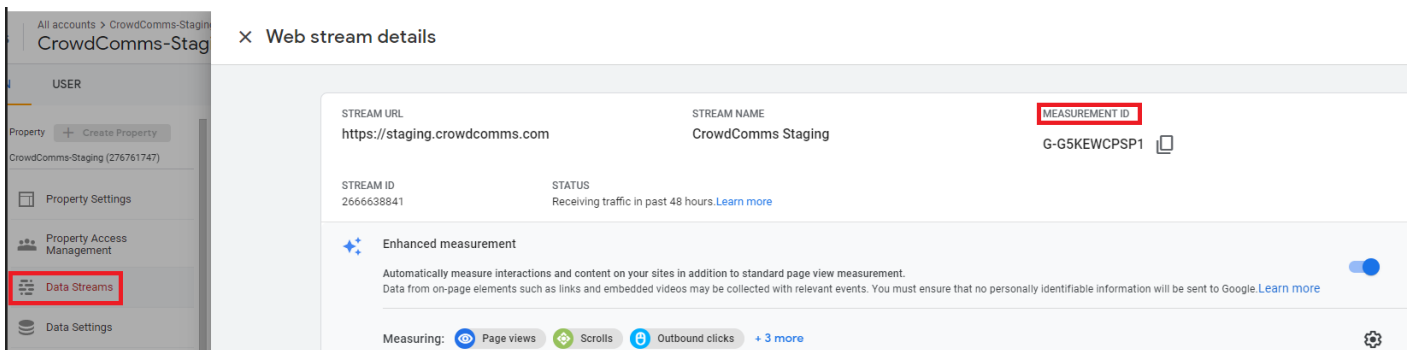 All accounts > CrowdComms-Staging
CrowdComms-Stag
Web stream details
USER
Property
Create Property
CrowdComms-Staging (276761747)
Property Settings
Property Access
Management
Data Streams
Data Settings
STREAM URL
https://staging.crowdcomms.com
STREAM NAME
CrowdComms Staging
MEASUREMENT ID
G-G5KEWCPSP1
STREAM ID
2666638841
STATUS
Receiving traffic in past 48 hours.Learn more
Enhanced measurement
Automatically measure interactions and content on your sites in addition to standard page view measurement.
Data from on-page elements such as links and embedded videos may be collected with relevant events. You must ensure that no personally identifiable information will be sent to Google.Learn more
Measuring:
Page views
Scrolls
Outbound clicks
+ 3 more